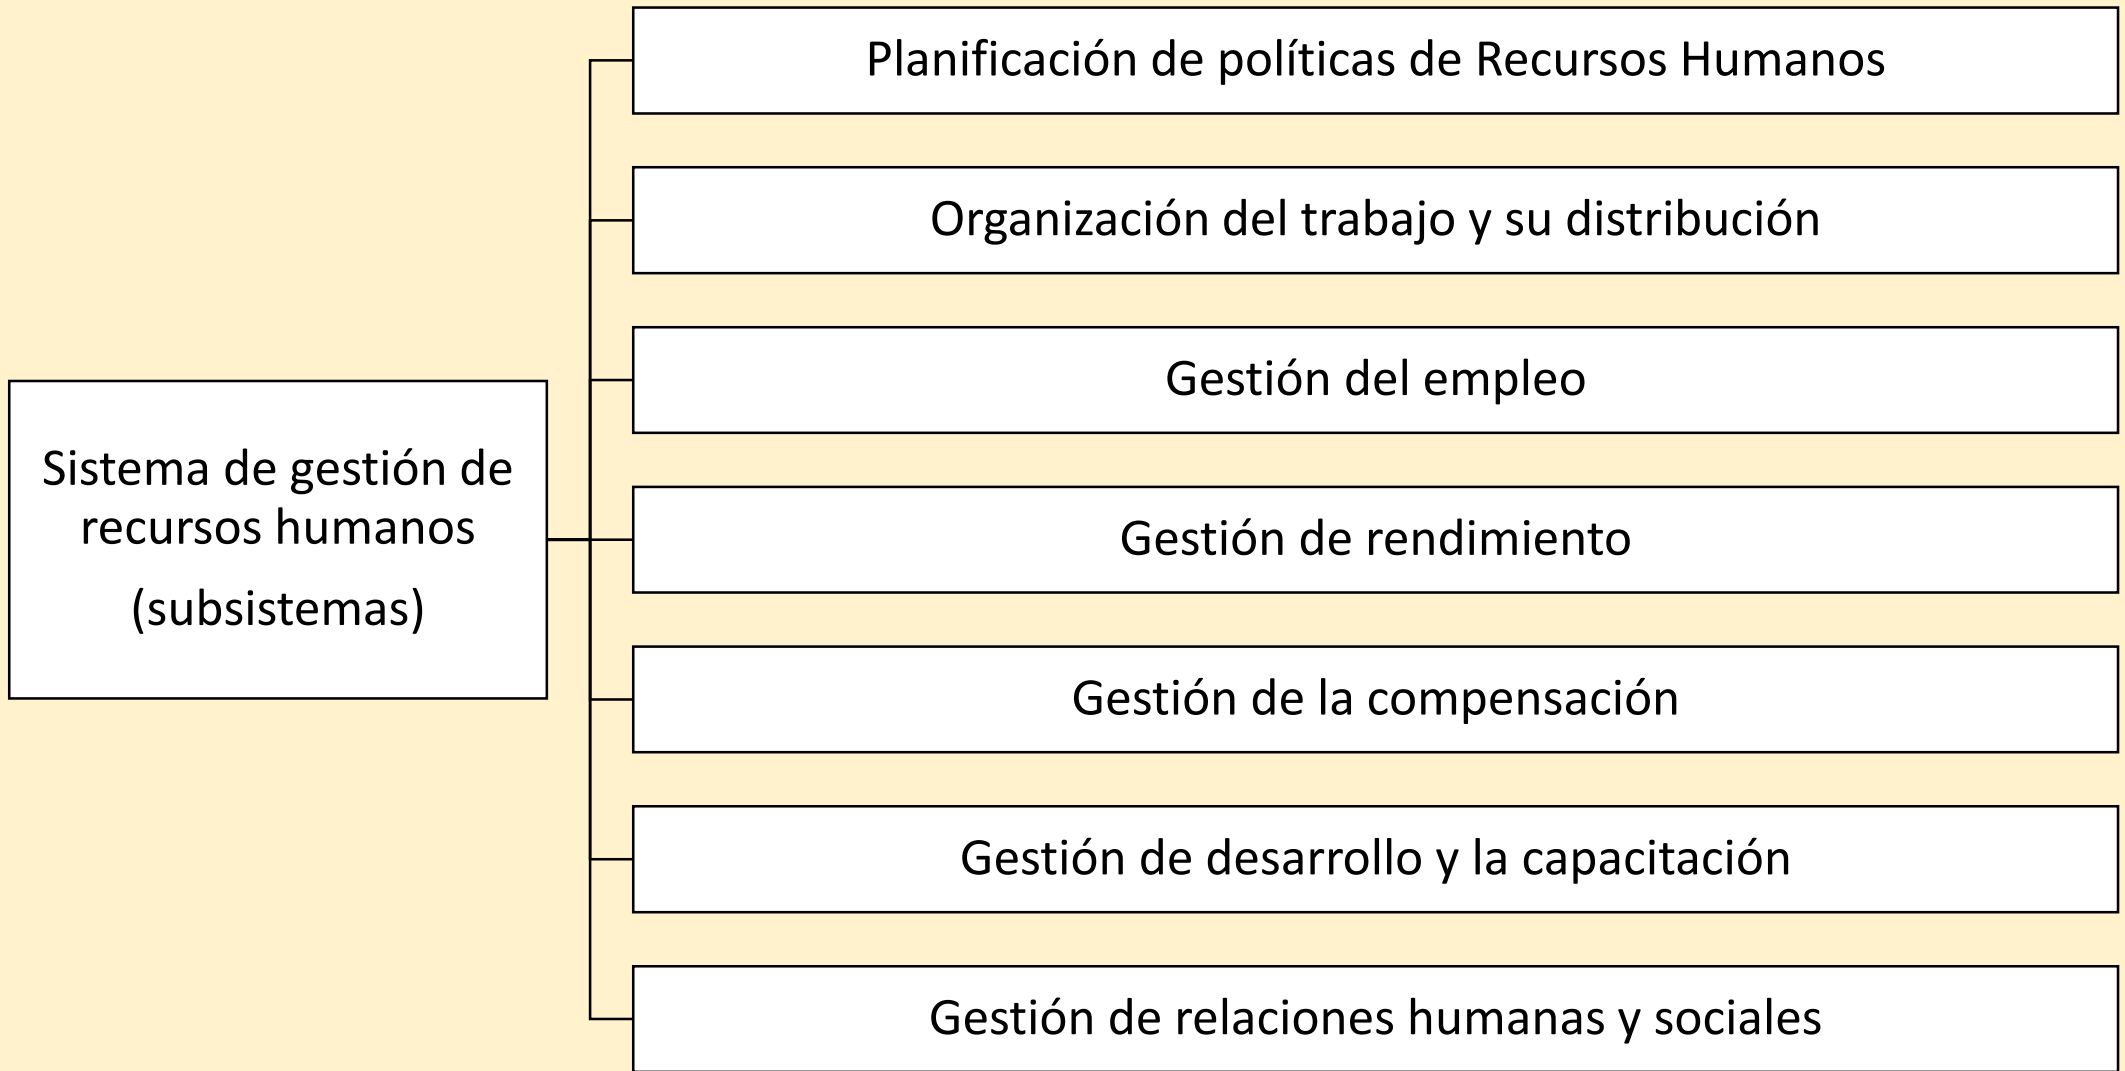 Planificación de políticas de Recursos Humanos
Organización del trabajo y su distribución
Gestión del empleo
Sistema de gestión de
recursos humanos
(subsistemas)
Gestión de rendimiento
Gestión de la compensación
Gestión de desarrollo y la capacitación
Gestión de relaciones humanas y sociales